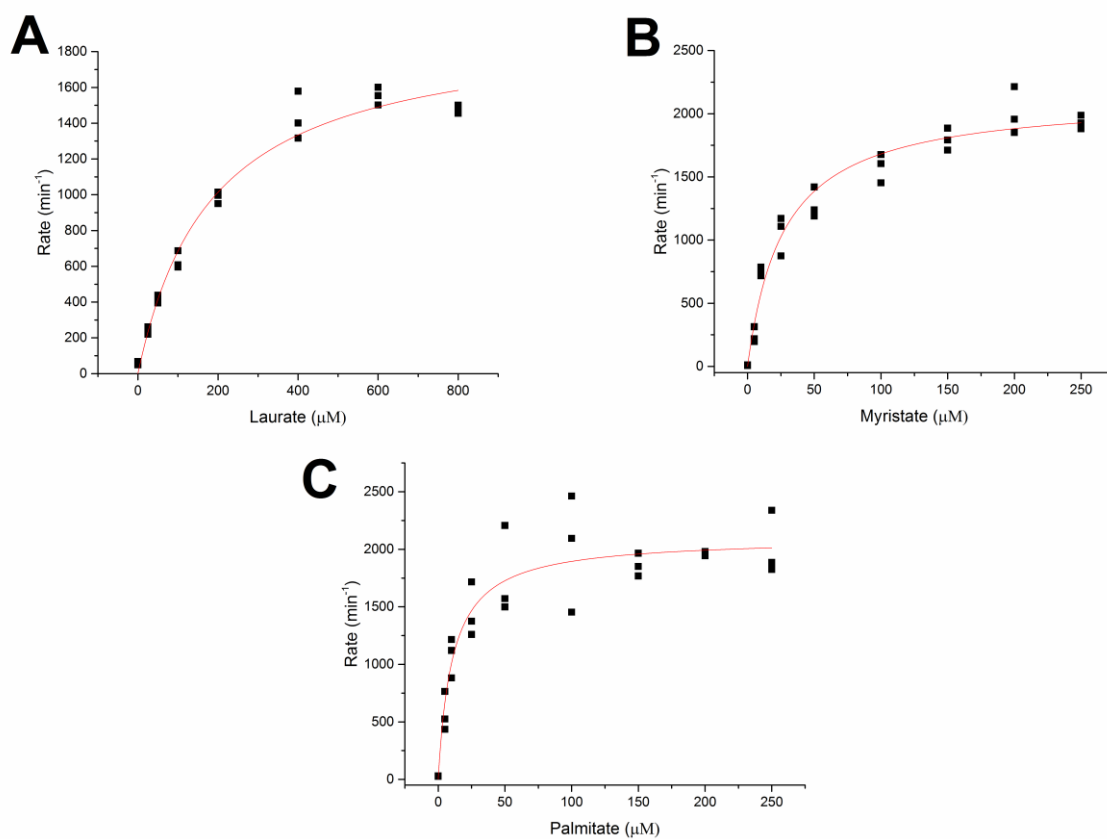 A
1800
1600
1400
1200
1000
800
600
400
200
0
Rate (min⁻¹)
0 200 400 600 800
Laurate (μM)
B
2500
2000
1500
1000
500
0
Rate (min⁻¹)
0 50 100 150 200 250
Myristate (μM)
C
2500
2000
1500
1000
500
0
Rate (min⁻¹)
0 50 100 150 200 250
Palmitate (μM)